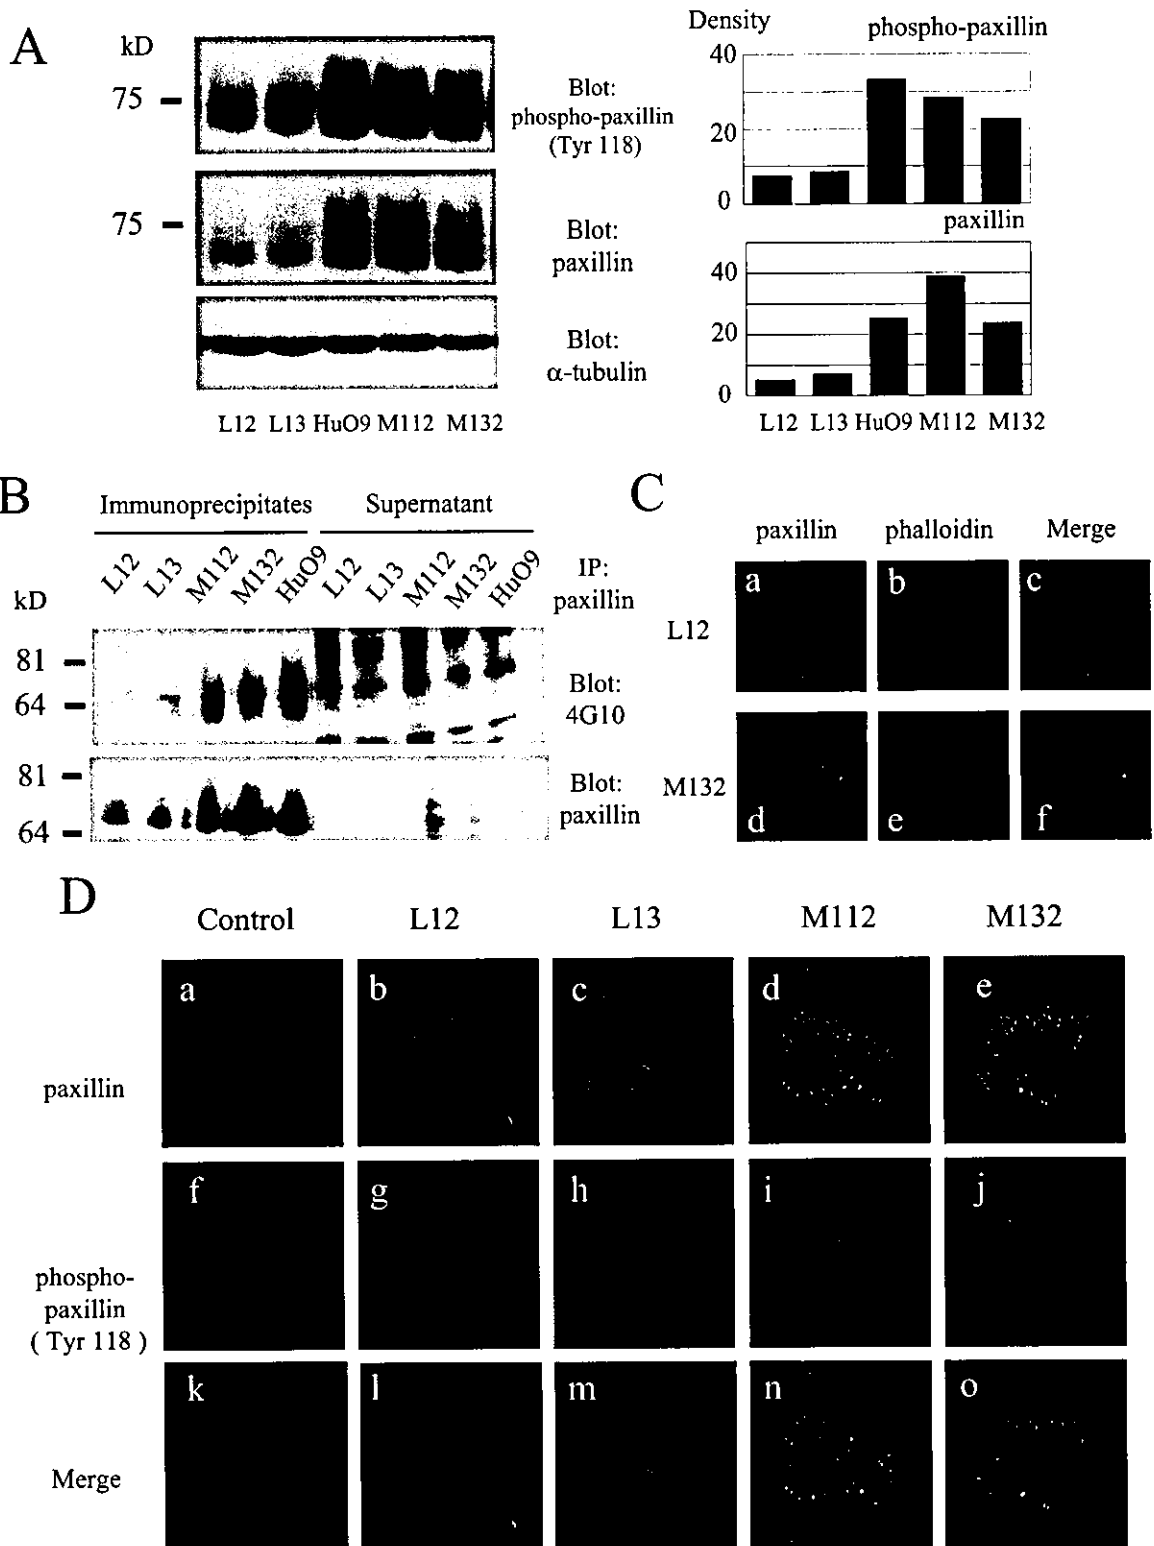 A
kD
75
75
Blot:
phospho-paxillin
(Tyr 118)
Blot:
paxillin
Blot:
α-tubulin
L12 L13 HuO9 M112 M132
Density
phospho-paxillin
40
20
0
paxillin
40
20
0
L12 L13 HuO9 M112 M132
B
Immunoprecipitates Supernatant
L12 L13 M112 M132 HuO9 L12 L13 M112 M132 HuO9
IP:
paxillin
kD
81
64
Blot:
4G10
81
64
Blot:
paxillin
C
paxillin phalloidin Merge
a b c
L12
M132
d e f
D
Control L12 L13 M112 M132
a b c d e
paxillin
f g h i j
phospho-
paxillin
( Tyr 118 )
k l m n o
Merge